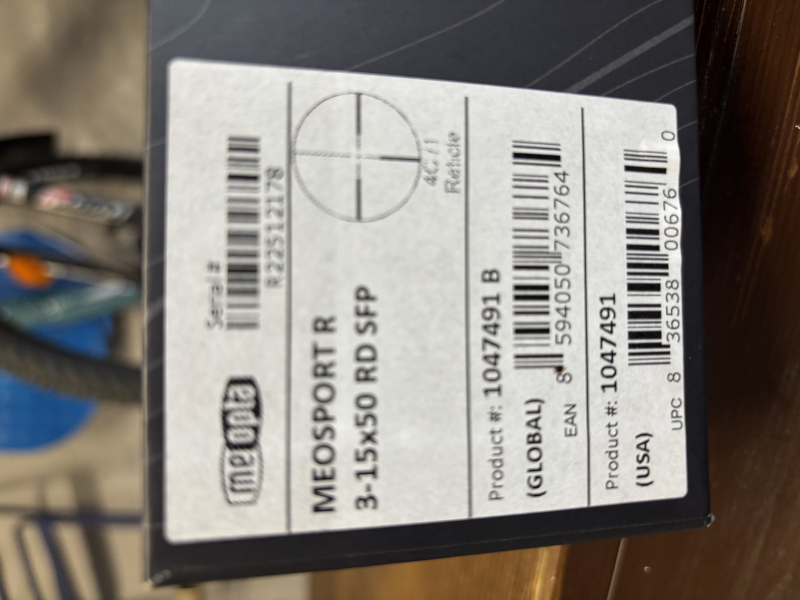 meopta
Serial #
R22512178
MEOSPORT R
3-15x50 RD SFP
4C /1
Reticle
Product #: 1047491 B
(GLOBAL)
EAN 8 594050 736764
Product #: 1047491
(USA)
UPC 8 36538 00676 0